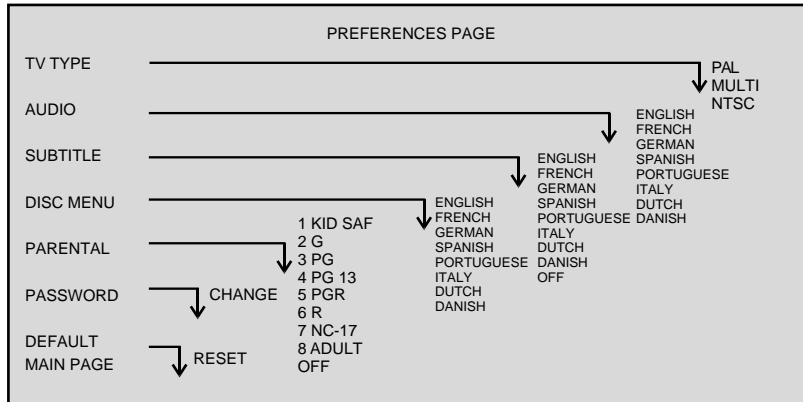 PREFERENCES PAGE
TV TYPE
PAL
MULTI
NTSC
AUDIO
ENGLISH
FRENCH
GERMAN
SPANISH
PORTUGUESE
ITALY
DUTCH
DANISH
SUBTITLE
ENGLISH
FRENCH
GERMAN
SPANISH
PORTUGUESE
ITALY
DUTCH
DANISH
OFF
DISC MENU
ENGLISH
FRENCH
GERMAN
SPANISH
PORTUGUESE
ITALY
DUTCH
DANISH
PARENTAL
1 KID SAF
2 G
3 PG
4 PG 13
5 PGR
6 R
7 NC-17
8 ADULT
OFF
PASSWORD
CHANGE
DEFAULT
MAIN PAGE
RESET